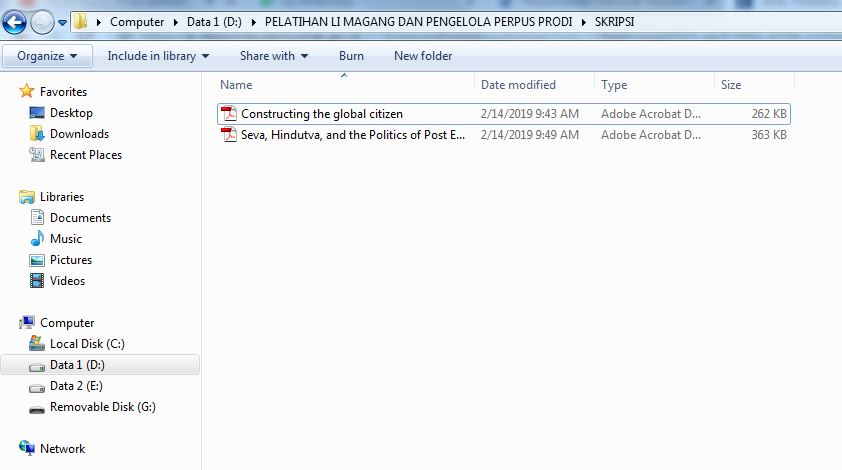 Computer Data 1 (D:) PELATIHAN LI MAGANG DAN PENGELOLA PERPUS PRODI SKRIPSI
Organize Include in library Share with Burn New folder
Favorites
Desktop
Downloads
Recent Places
Libraries
Documents
Music
Pictures
Videos
Computer
Local Disk (C:)
Data 1 (D:)
Data 2 (E:)
Removable Disk (G:)
Network
Name Date modified Type Size
Constructing the global citizen 2/14/2019 9:43 AM Adobe Acrobat D... 262 KB
Seva, Hindutva, and the Politics of Post E... 2/14/2019 9:49 AM Adobe Acrobat D... 363 KB